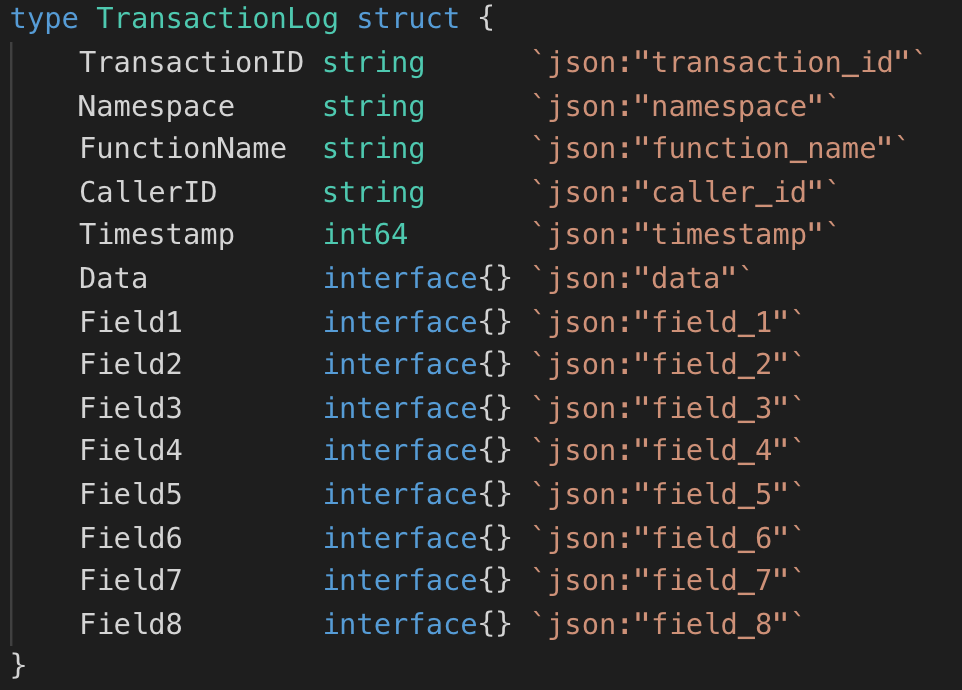 type TransactionLog struct {
    TransactionID string      `json:"transaction_id"`
    Namespace     string      `json:"namespace"`
    FunctionName  string      `json:"function_name"`
    CallerID      string      `json:"caller_id"`
    Timestamp     int64       `json:"timestamp"`
    Data          interface{} `json:"data"`
    Field1        interface{} `json:"field_1"`
    Field2        interface{} `json:"field_2"`
    Field3        interface{} `json:"field_3"`
    Field4        interface{} `json:"field_4"`
    Field5        interface{} `json:"field_5"`
    Field6        interface{} `json:"field_6"`
    Field7        interface{} `json:"field_7"`
    Field8        interface{} `json:"field_8"`
}